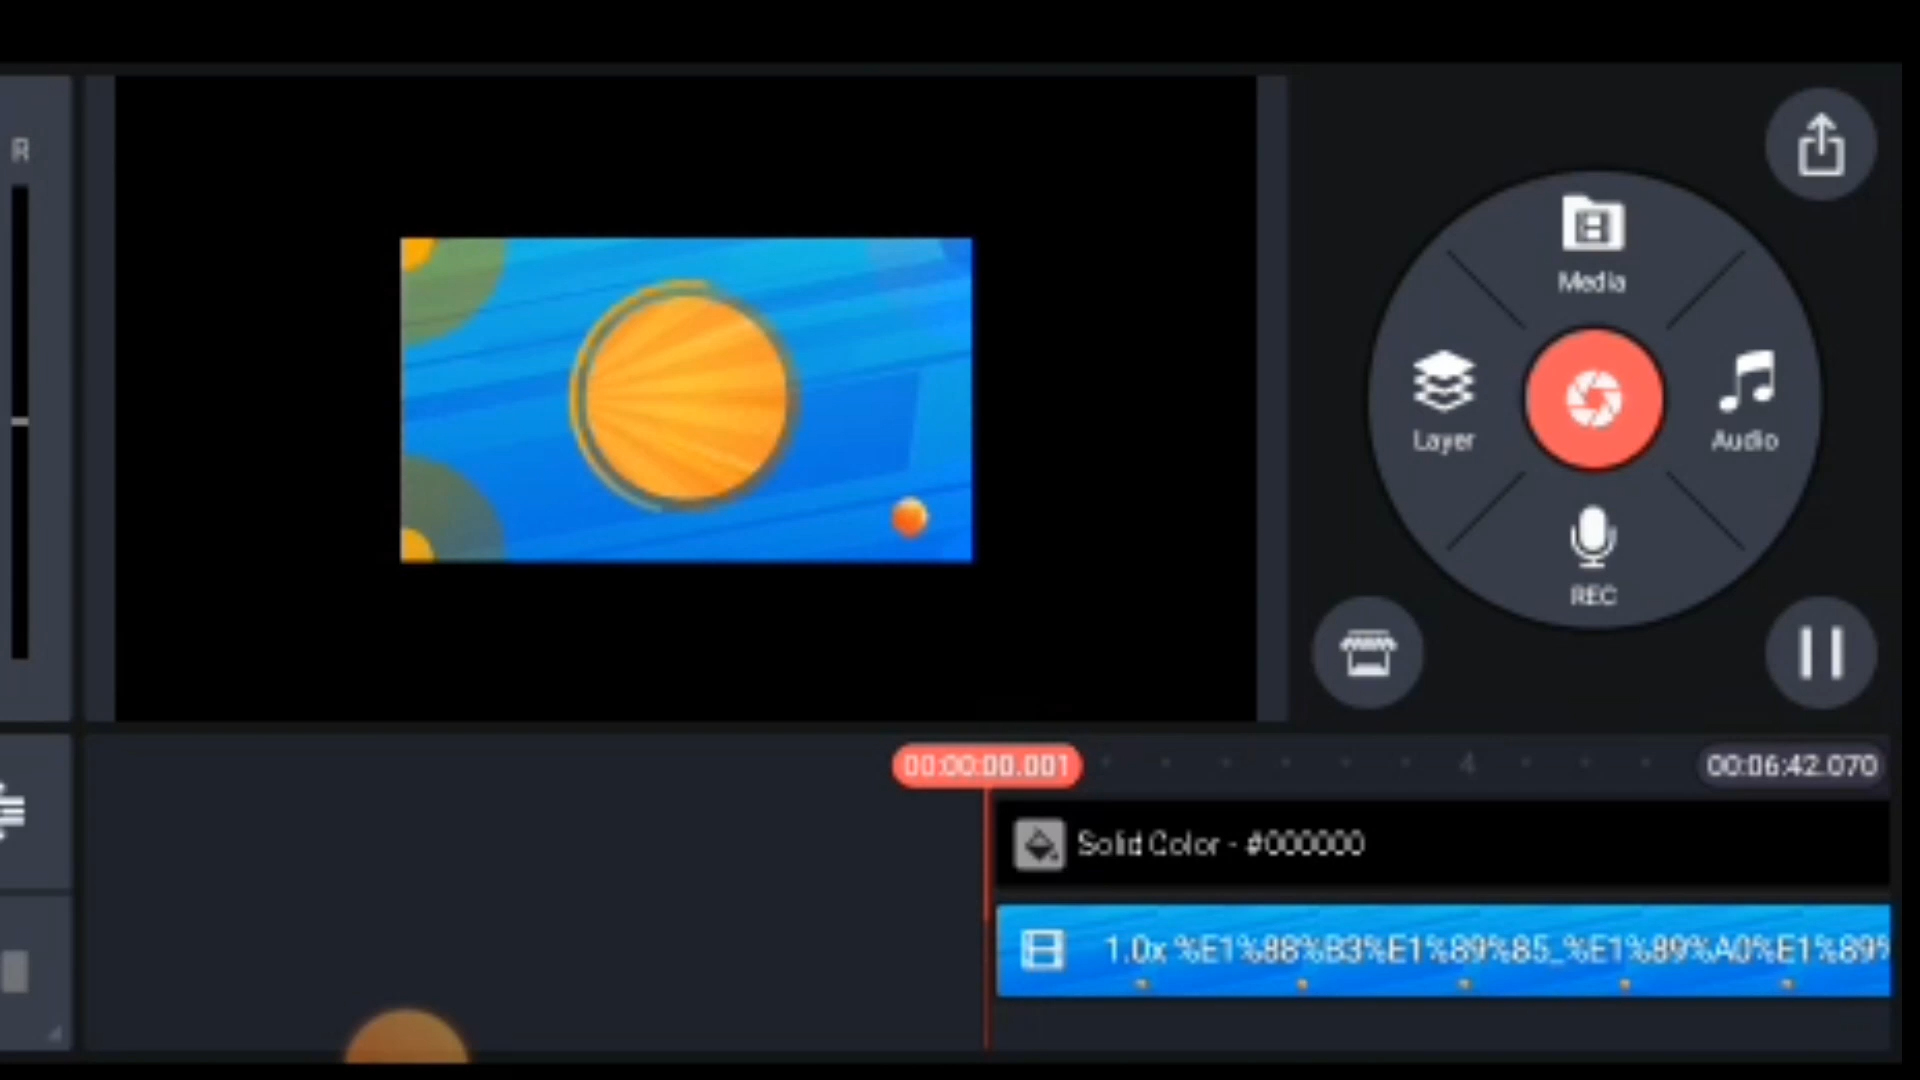 R
Media
Layer
Audio
REC
00:00:00.001
4
00:06:42.070
Solid Color - #000000
1.0x %E1%88%B3%E1%89%85_%E1%89%A0%E1%89%